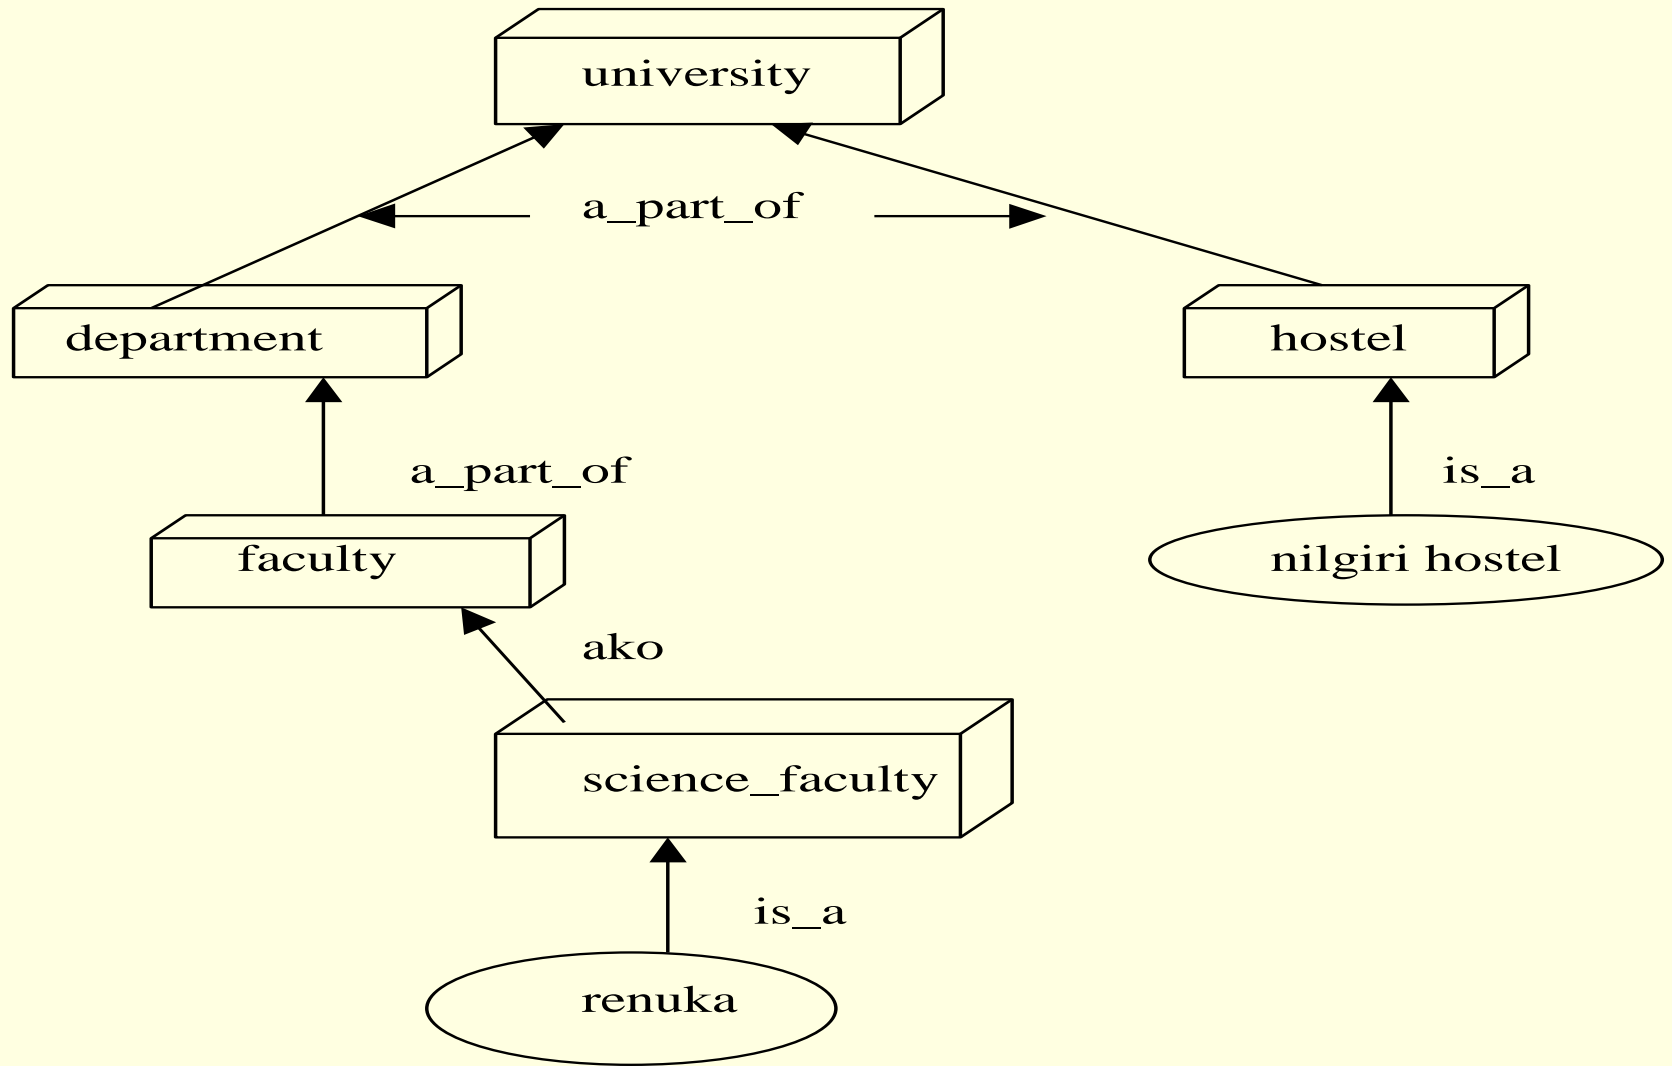 university
a_part_of
department
hostel
a_part_of
is_a
faculty
nilgiri hostel
ako
science_faculty
is_a
renuka